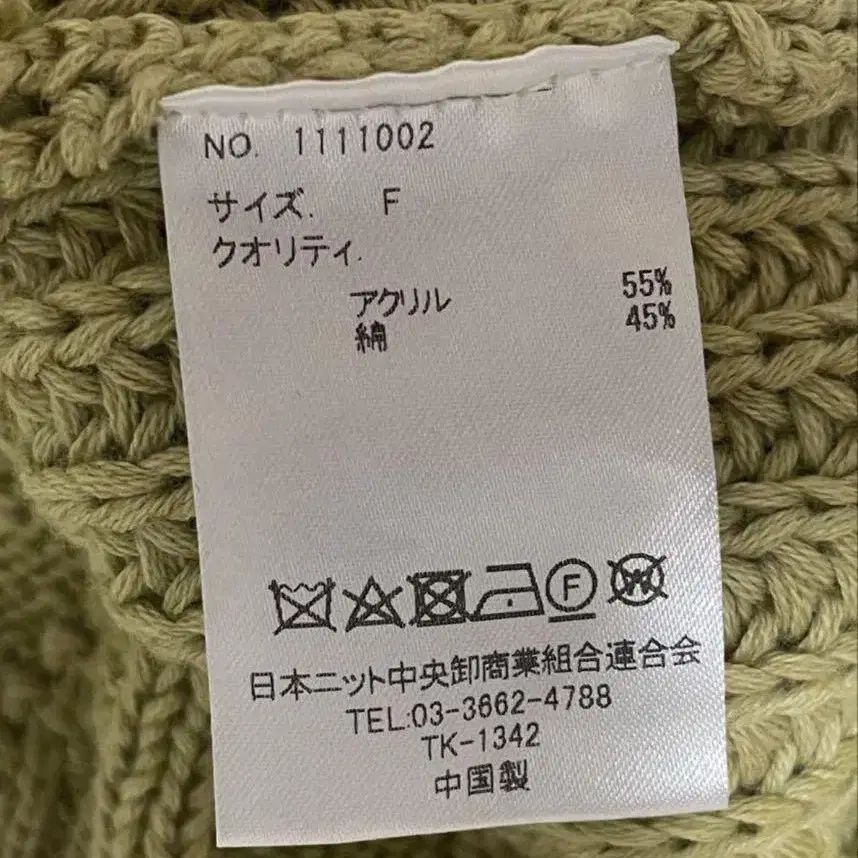 NO. 1111002
サイズ. F
クオリティ.
アクリル 55%
綿 45%
F
W
日本ニット中央卸商業組合連合会
TEL:03-3662-4788
TK-1342
中国製